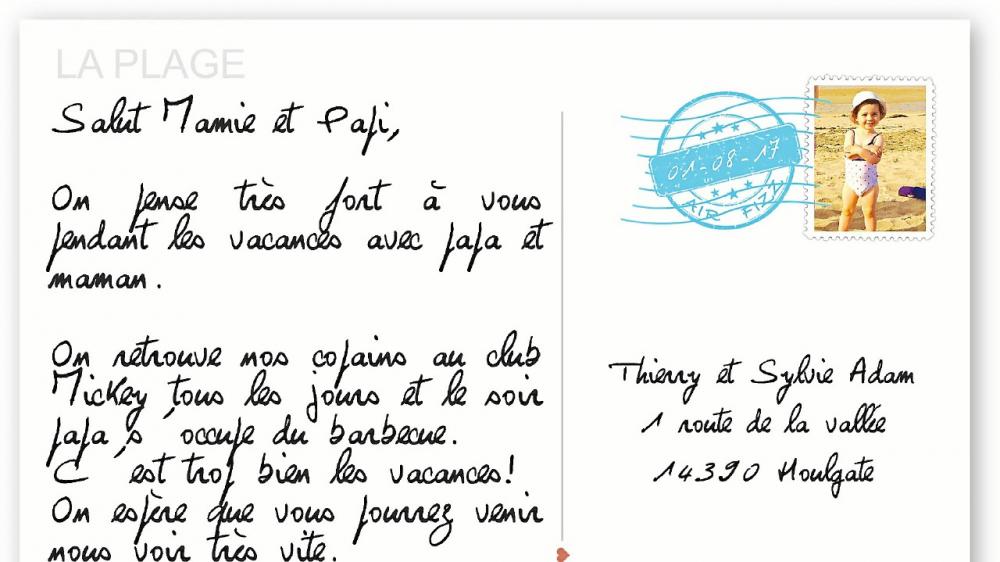 LA PLAGE
Salut Mamie et Papi,
On pense très fort à vous
pendant les vacances avec papa et
maman.
On retrouve nos copains au club
Mickey tous les jours et le soir
papa s'occupe du barbecue.
C'est trop bien les vacances!
On espère que vous pourrez venir
nous voir très vite.
01-08-17
AIR FIZZ
Thierry et Sylvie Adam
1 route de la vallée
14390 Houlgate